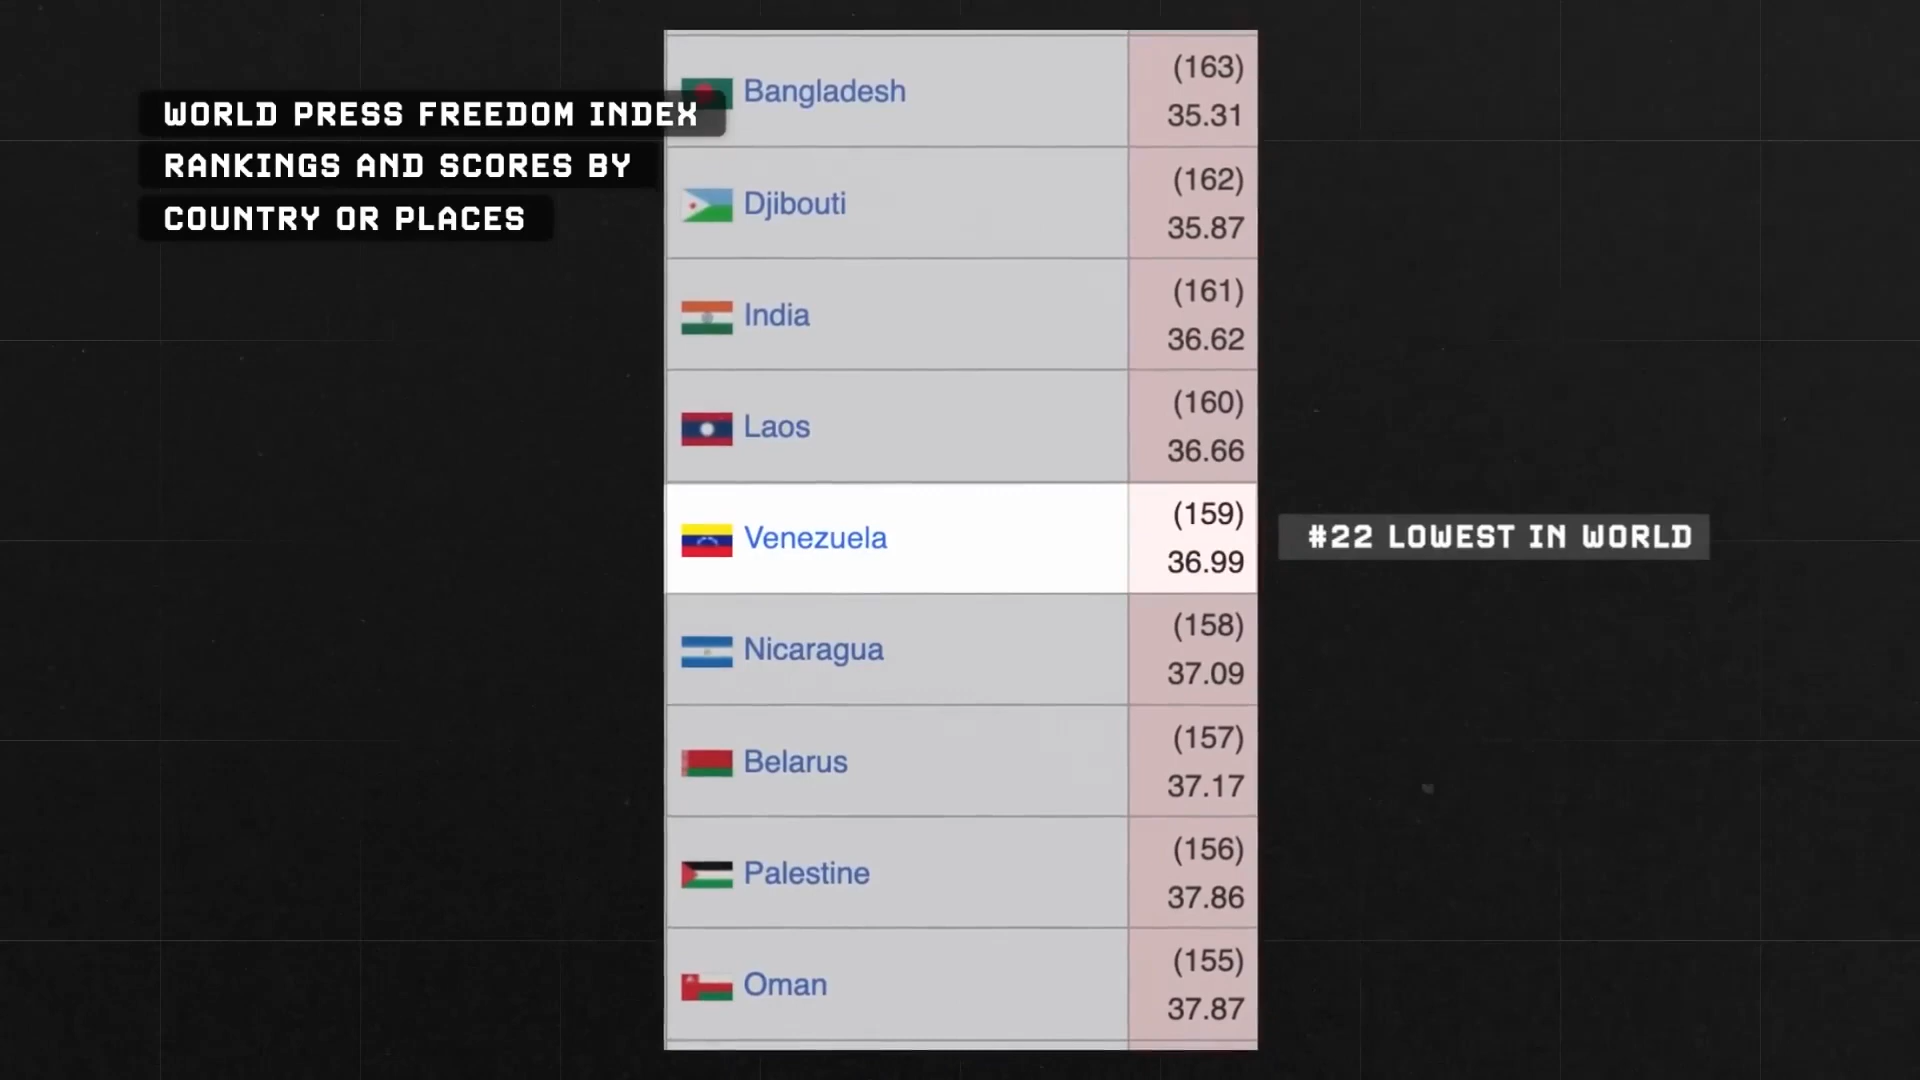 WORLD PRESS FREEDOM INDEX
RANKINGS AND SCORES BY
COUNTRY OR PLACES
Bangladesh (163)
35.31
Djibouti (162)
35.87
India (161)
36.62
Laos (160)
36.66
Venezuela (159)
36.99
#22 LOWEST IN WORLD
Nicaragua (158)
37.09
Belarus (157)
37.17
Palestine (156)
37.86
Oman (155)
37.87